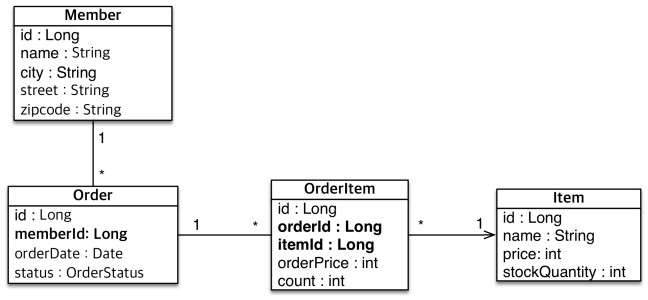 Member
id : Long
name : String
city : String
street : String
zipcode : String
1
*
Order
id : Long
memberId: Long
orderDate : Date
status : OrderStatus
1
*
OrderItem
id : Long
orderId : Long
itemId : Long
orderPrice : int
count : int
*
1
Item
id : Long
name : String
price: int
stockQuantity : int